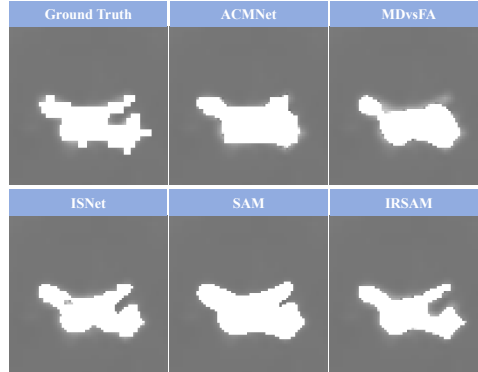 Ground Truth
ACMNet
MDvsFA
ISNet
SAM
IRSAM